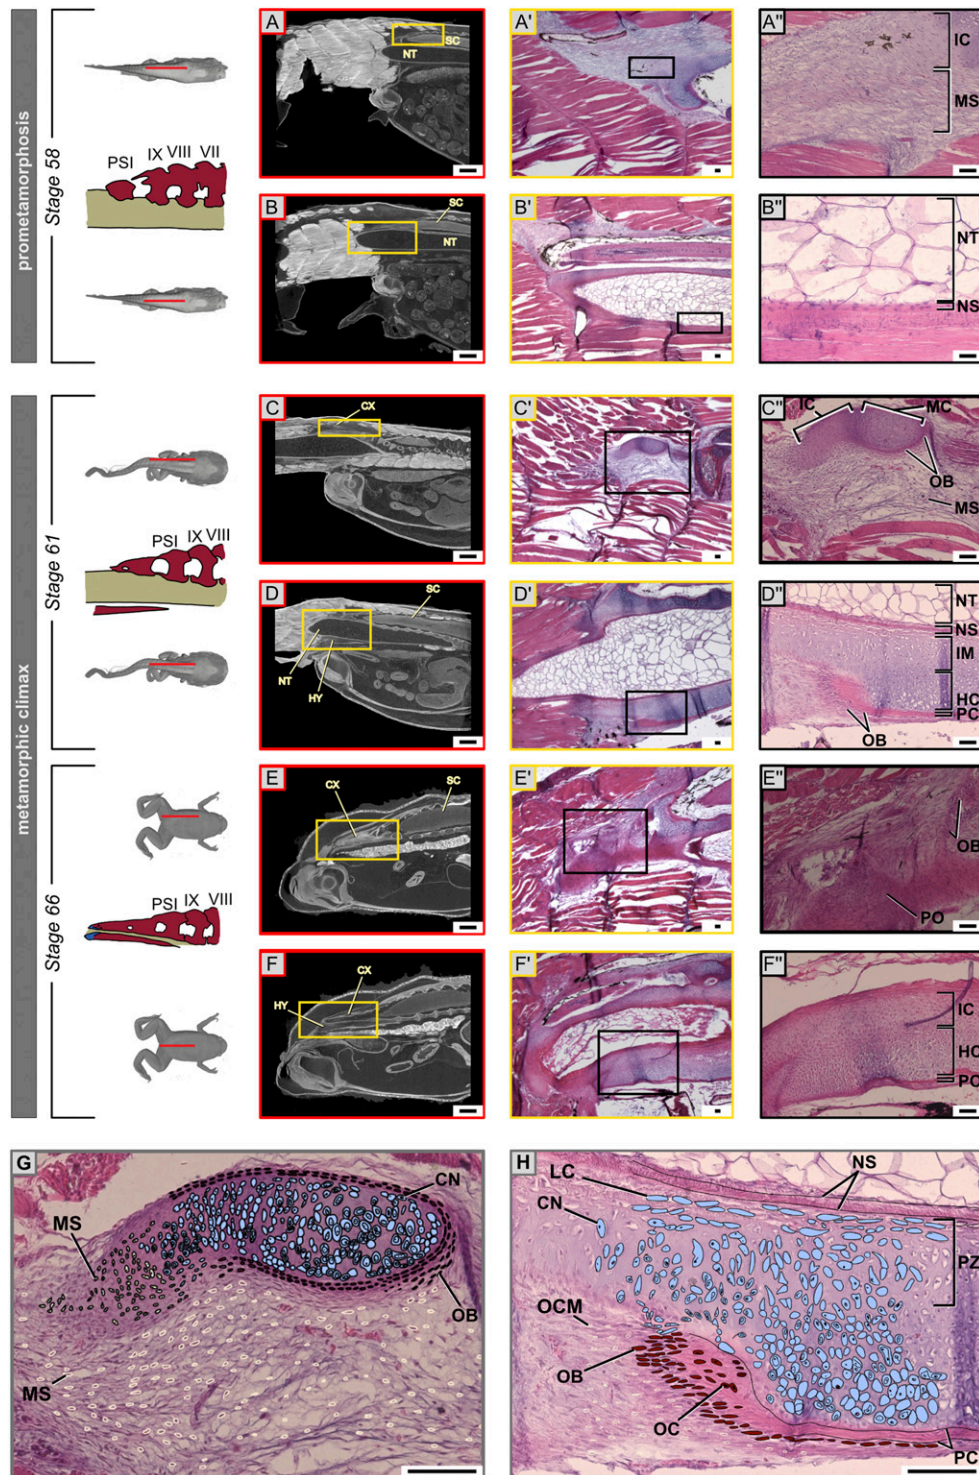 prometamorphosis
Stage 58
PSI IX VIII VII
A
SC
NT
A'
A"
IC
MS
B
SC
NT
B'
B"
NT
NS
metamorphic climax
Stage 61
PSI IX VIII
C
CX
C'
C"
IC
MC
OB
MS
D
SC
NT
HY
D'
D"
NT
NS
IM
HC
PC
OB
Stage 66
PSI IX VIII
E
CX
SC
E'
E"
OB
PO
F
CX
HY
F'
F"
IC
HC
PC
G
CN
MS
OB
MS
H
LC
NS
CN
PZ
OCM
OB
OC
PC